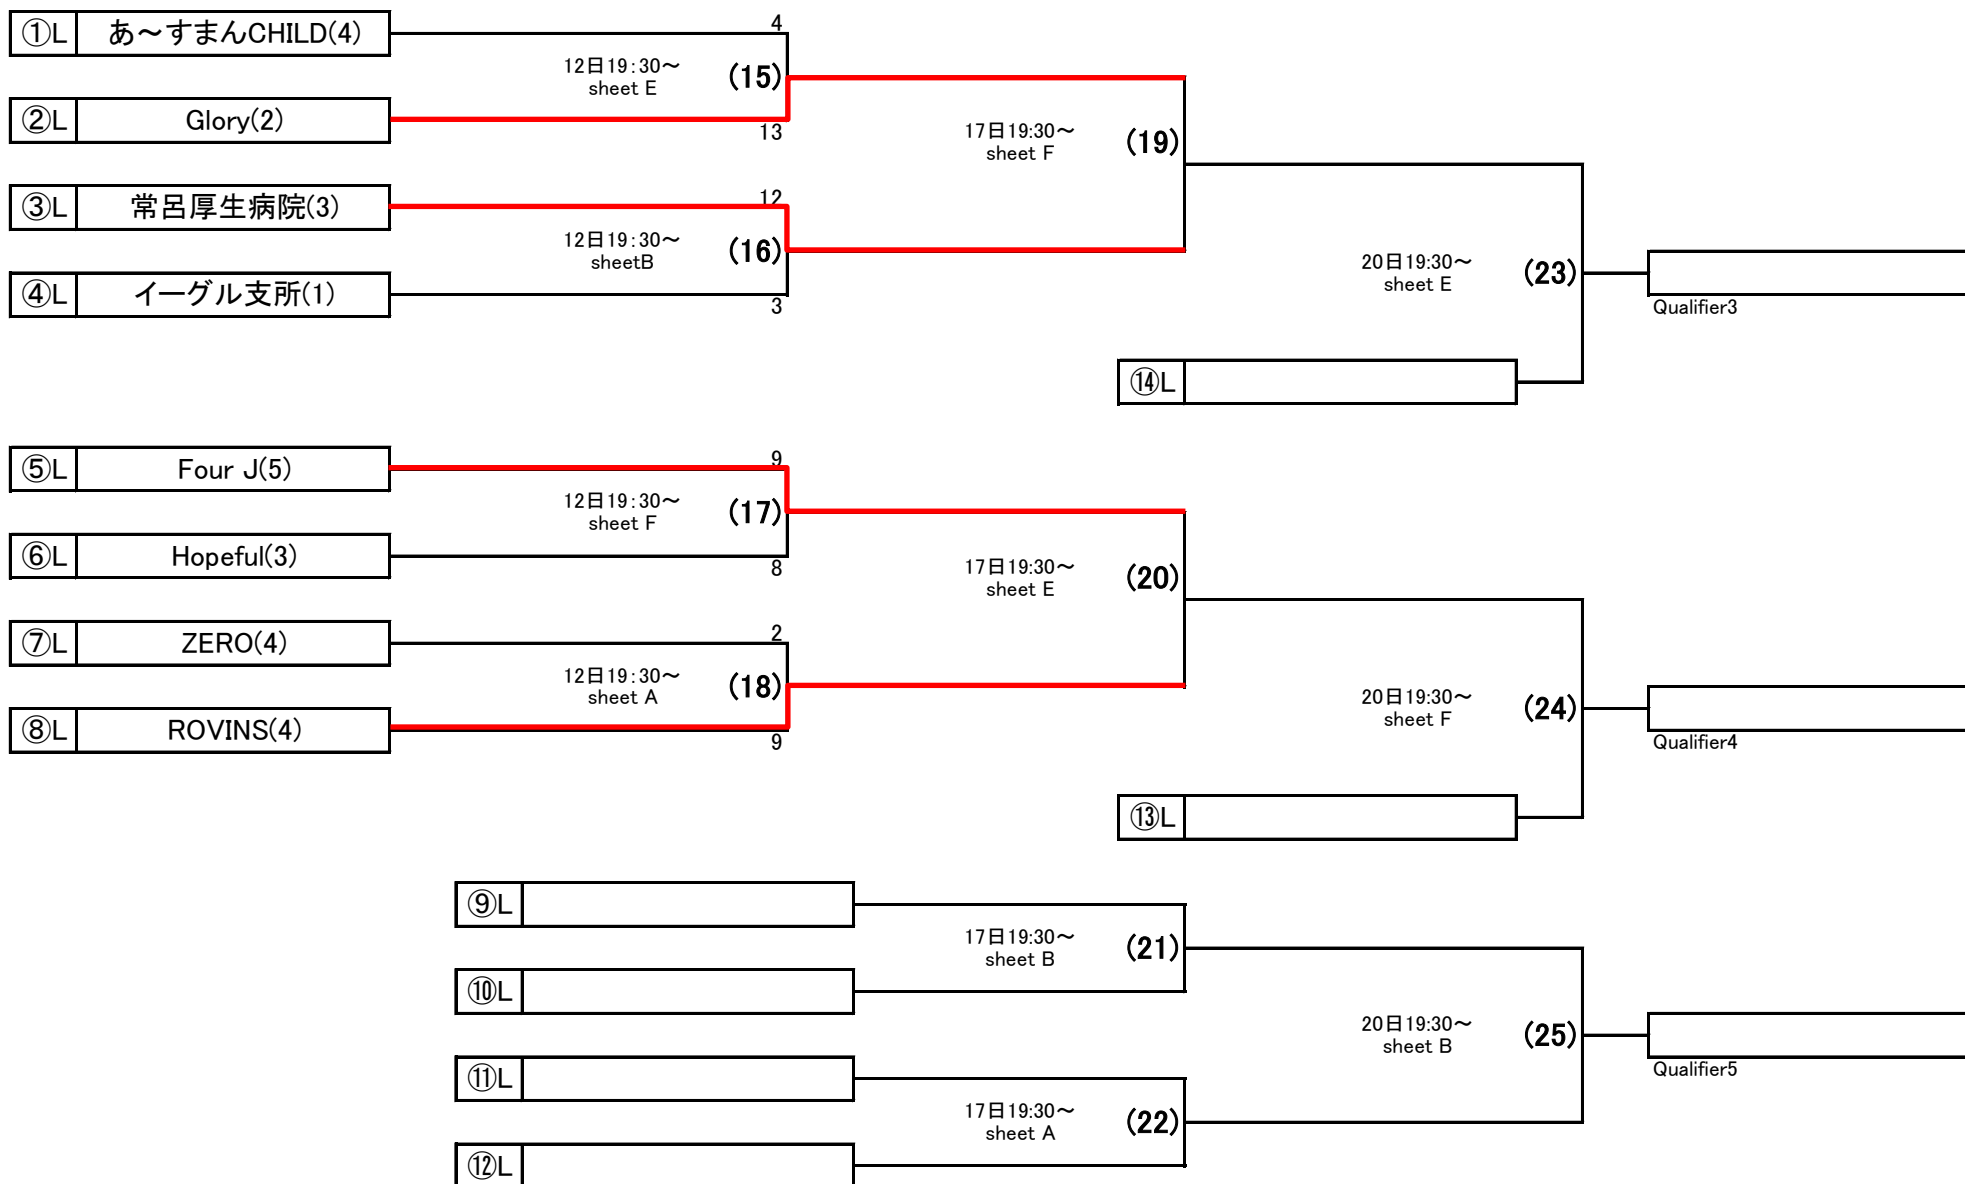 ①L あ～すまんCHILD(4)
4
12日19:30～
sheet E
(15)
②L Glory(2)
13
17日19:30～
sheet F
(19)
③L 常呂厚生病院(3)
12
12日19:30～
sheetB
(16)
④L イーグル支所(1)
3
20日19:30～
sheet E
(23)
Qualifier3
⑭L
⑤L Four J(5)
9
12日19:30～
sheet F
(17)
⑥L Hopeful(3)
8
17日19:30～
sheet E
(20)
⑦L ZERO(4)
2
12日19:30～
sheet A
(18)
⑧L ROVINS(4)
9
20日19:30～
sheet F
(24)
Qualifier4
⑬L
⑨L
17日19:30～
sheet B
(21)
⑩L
20日19:30～
sheet B
(25)
Qualifier5
⑪L
17日19:30～
sheet A
(22)
⑫L